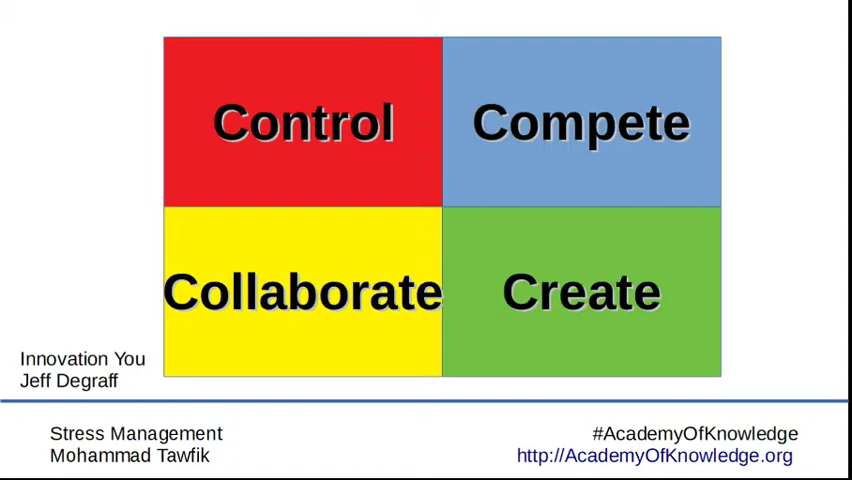 Control
Compete
Collaborate
Create
Innovation You
Jeff Degraff
Stress Management
Mohammad Tawfik
#AcademyOfKnowledge
http://AcademyOfKnowledge.org